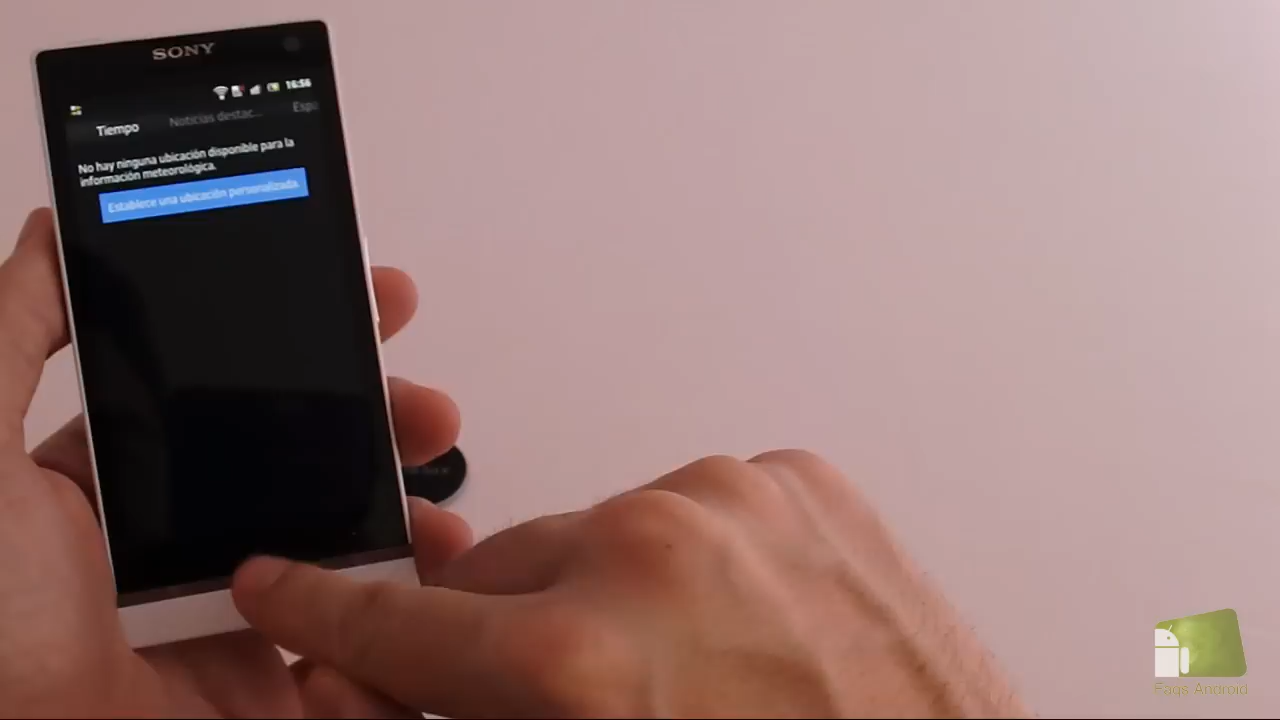 SONY
16:56
Tiempo
Noticias destac...
Espa
No hay ninguna ubicación disponible para la
información meteorológica.
Establece una ubicación personalizada.
Faqs Android